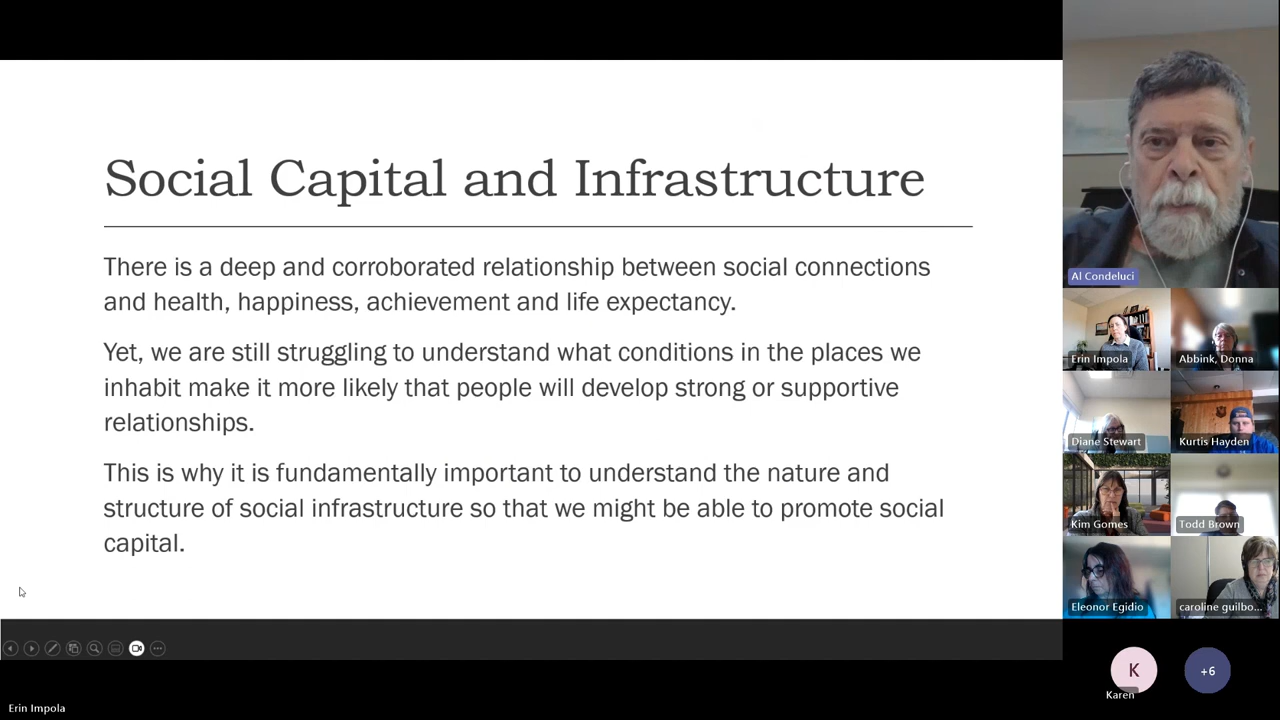 Social Capital and Infrastructure
There is a deep and corroborated relationship between social connections
and health, happiness, achievement and life expectancy.
Yet, we are still struggling to understand what conditions in the places we
inhabit make it more likely that people will develop strong or supportive
relationships.
This is why it is fundamentally important to understand the nature and
structure of social infrastructure so that we might be able to promote social
capital.
Al Condeluci
Erin Impola
Abbink, Donna
Diane Stewart
Kurtis Hayden
Kim Gomes
Todd Brown
Eleonor Egidio
caroline guilbo...
K
+6
Karen
Erin Impola